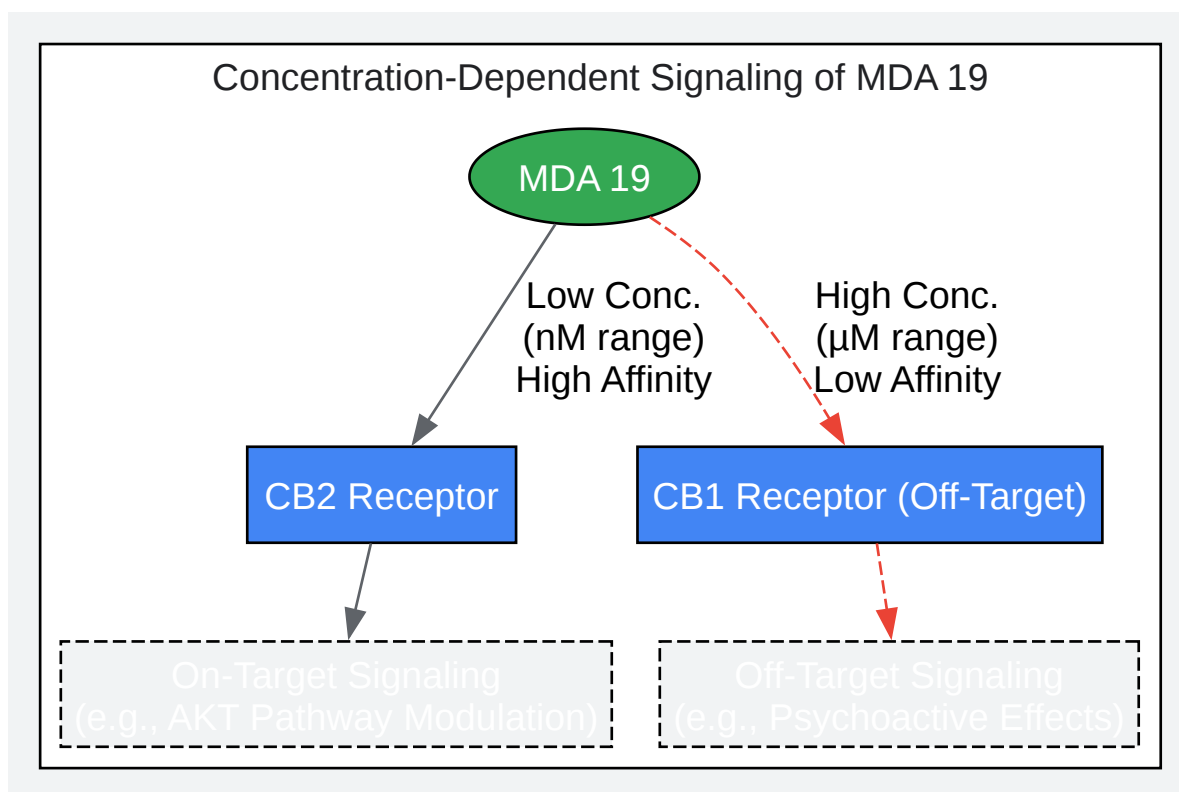 Concentration-Dependent Signaling of MDA 19
MDA 19
Low Conc.
(nM range)
High Affinity
High Conc.
(µM range)
Low Affinity
CB2 Receptor
CB1 Receptor (Off-Target)
On-Target Signaling
(e.g., AKT Pathway Modulation)
Off-Target Signaling
(e.g., Psychoactive Effects)